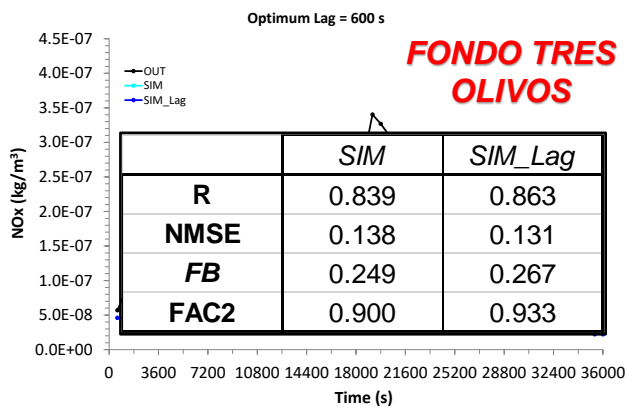 Optimum Lag = 600 s
FONDO TRES
OLIVOS
4.5E-07
4.0E-07
3.5E-07
3.0E-07
2.5E-07
2.0E-07
1.5E-07
1.0E-07
5.0E-08
0.0E+00
NOx (kg/m³)
OUT
SIM
SIM_Lag
SIM SIM_Lag
R 0.839 0.863
NMSE 0.138 0.131
FB 0.249 0.267
FAC2 0.900 0.933
0 3600 7200 10800 14400 18000 21600 25200 28800 32400 36000
Time (s)